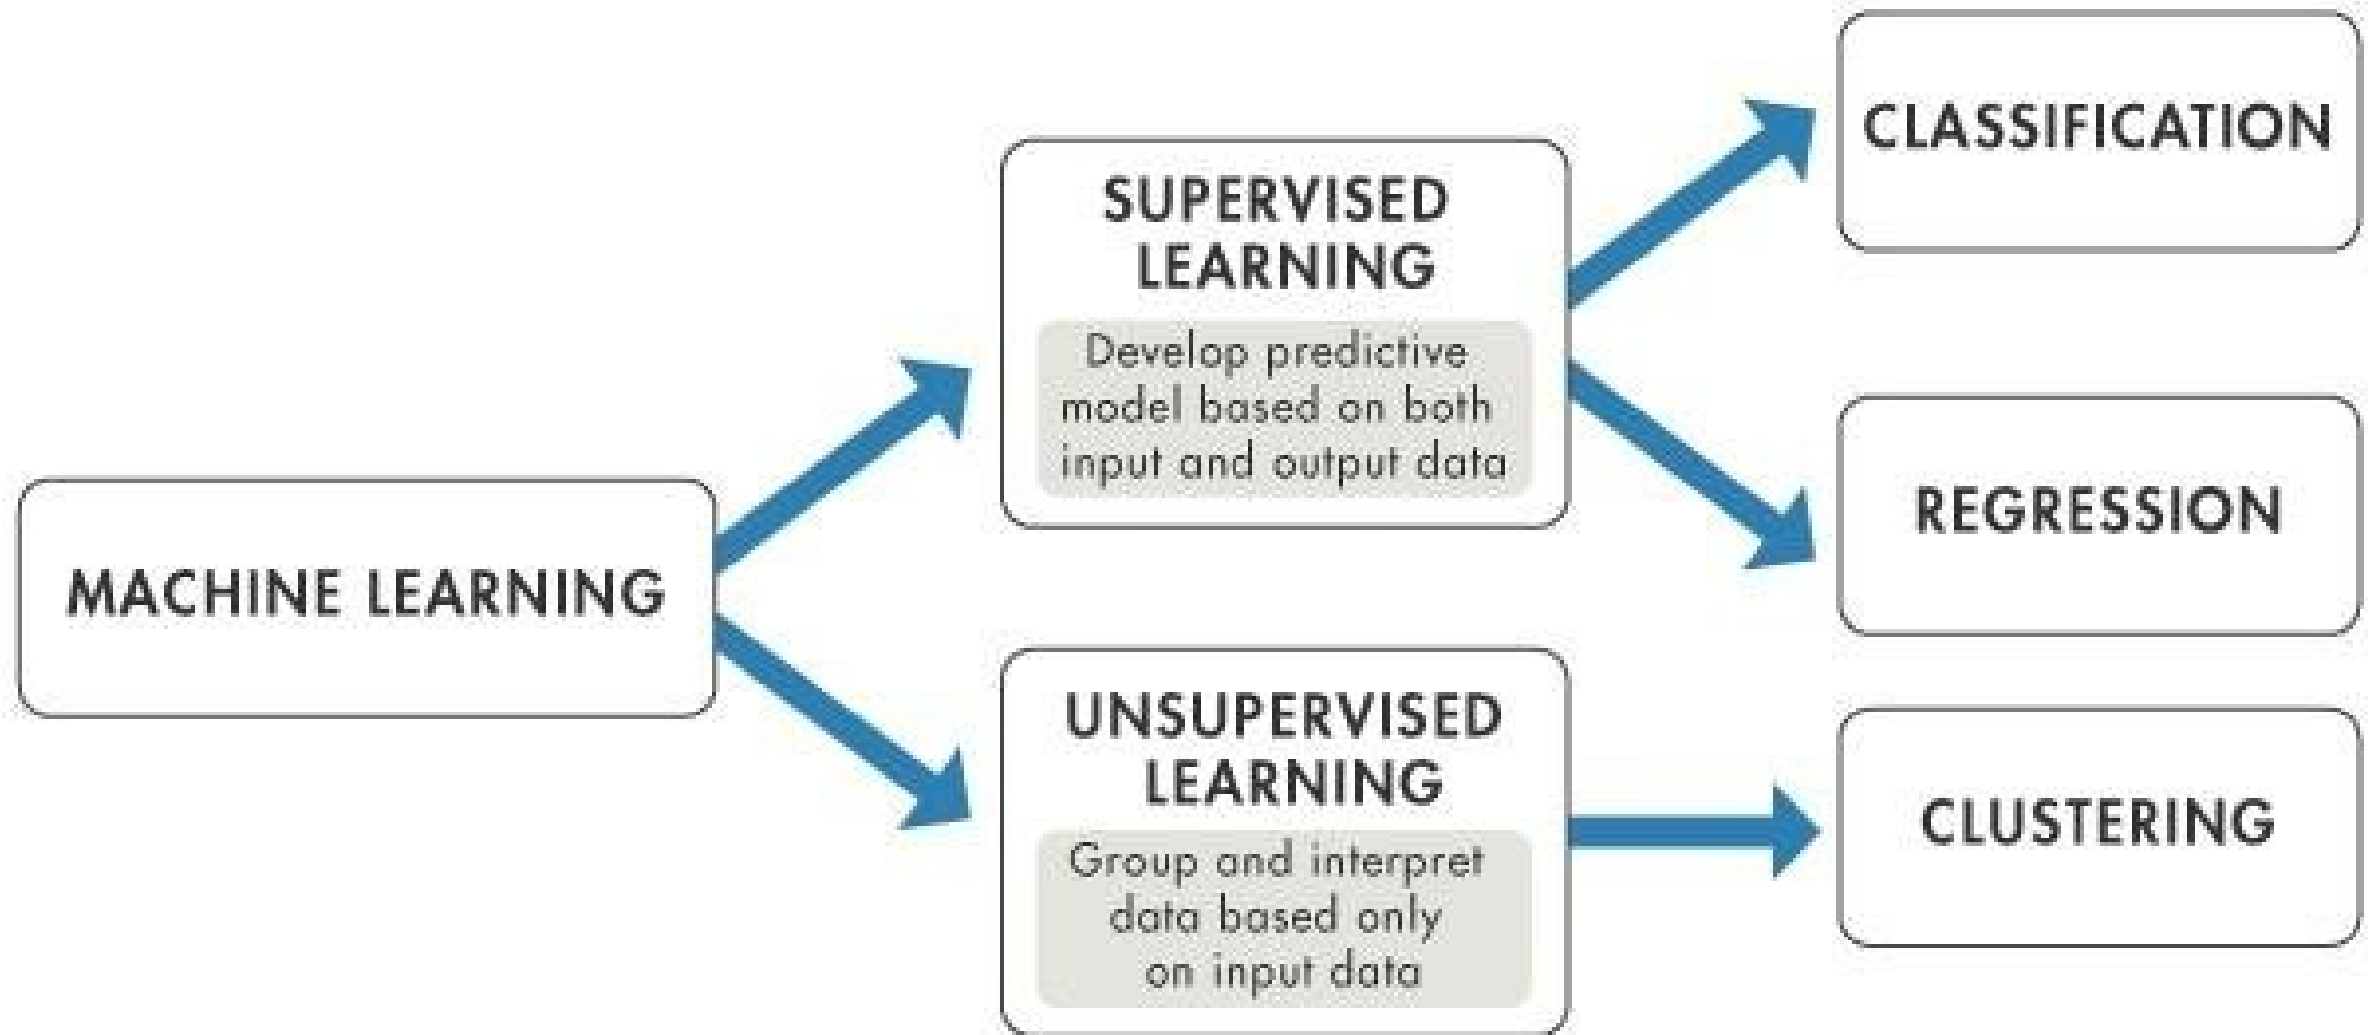 MACHINE LEARNING
SUPERVISED
LEARNING
Develop predictive
model based on both
input and output data
UNSUPERVISED
LEARNING
Group and interpret
data based only
on input data
CLASSIFICATION
REGRESSION
CLUSTERING